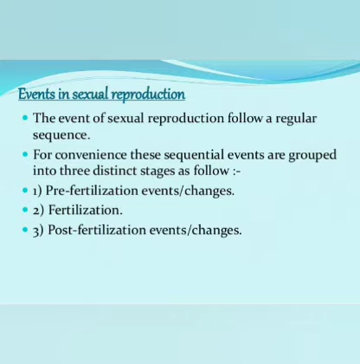 Events in sexual reproduction
The event of sexual reproduction follow a regular
sequence.
For convenience these sequential events are grouped
into three distinct stages as follow :-
1) Pre-fertilization events/changes.
2) Fertilization.
3) Post-fertilization events/changes.